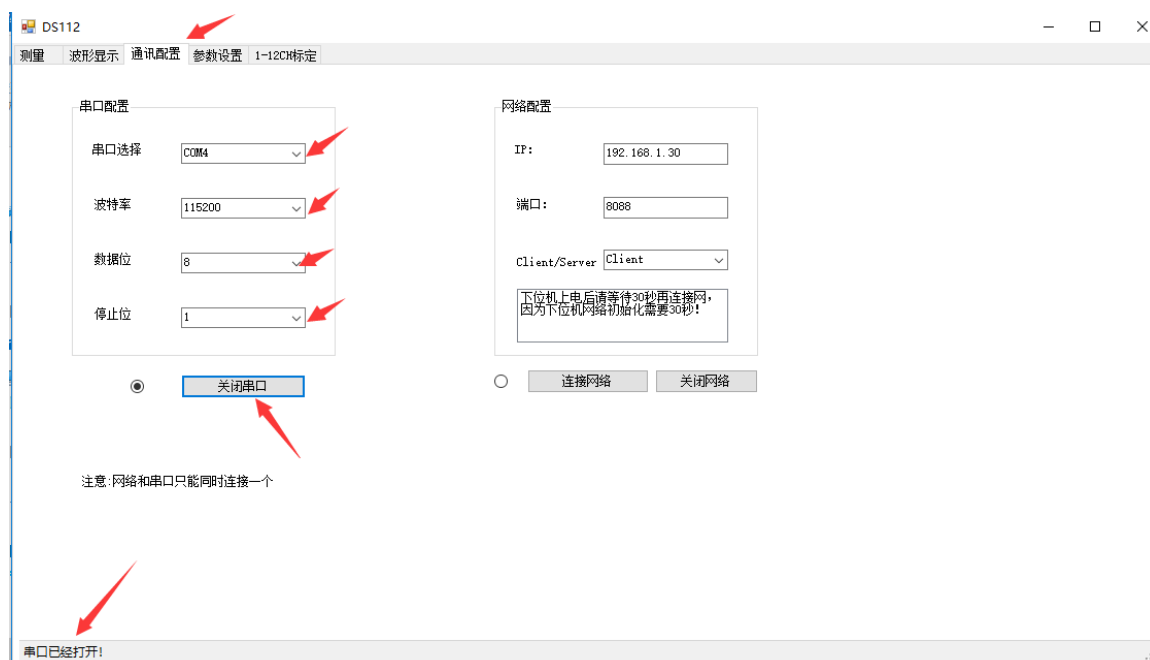 DS112
测量 波形显示 通讯配置 参数设置 1-12CH标定
串口配置
串口选择 COM4
波特率 115200
数据位 8
停止位 1
关闭串口
网络配置
IP: 192.168.1.30
端口: 8088
Client/Server Client
下位机上电后请等待30秒再连接网,
因为下位机网络初始化需要30秒!
连接网络 关闭网络
注意:网络和串口只能同时连接一个
串口已经打开!